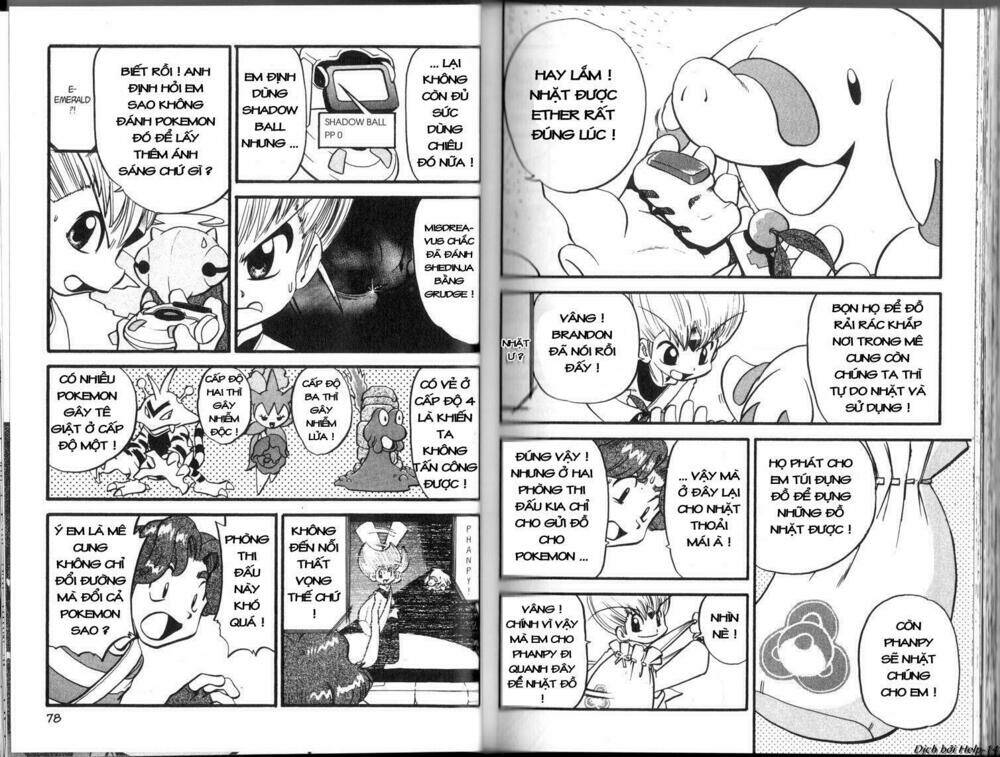 E-
EMERALD
?!
BIẾT RỒI ! ANH
ĐỊNH HỎI EM
SAO KHÔNG
ĐÁNH POKEMON
ĐÓ ĐỂ LẤY
THÊM ÁNH
SÁNG CHỨ GÌ ?
EM ĐỊNH
DÙNG
SHADOW
BALL
NHƯNG ...
SHADOW BALL
PP 0
... LẠI
KHÔNG
CÒN ĐỦ
SỨC
DÙNG
CHIÊU
ĐÓ NỮA !
MISDREA-
VUS CHẮC
ĐÃ ĐÁNH
SHEDINJA
BẰNG
GRUDGE !
CÓ NHIỀU
POKEMON
GÂY TÊ
LIỆT Ở CẤP
ĐỘ MỘT !
CẤP ĐỘ
HAI THÌ
GÂY
NHIỄM
ĐỘC !
CẤP ĐỘ
BA THÌ
GÂY
NHIỄM
LỬA !
CÓ VẺ Ở
CẤP ĐỘ 4
LÀ KHIẾN
TA
KHÔNG
TẤN CÔNG
ĐƯỢC !
Ý EM LÀ MÊ
CUNG
KHÔNG CHỈ
ĐỔI ĐƯỜNG
MÀ ĐỔI CẢ
POKEMON
SAO ?
PHÒNG
THI
ĐẤU
NÀY KHÓ
QUÁ !
KHÔNG
ĐẾN NỖI
THẤT
VỌNG
THẾ CHỨ !
PHANPY!
78
HAY LẮM !
NHẶT ĐƯỢC
ETHER RẤT
ĐÚNG LÚC !
NHẶT
Ư ?
VÂNG !
BRANDON
ĐÃ NÓI RỒI
ĐẤY !
BỌN HỌ ĐỂ ĐỒ
RẢI RÁC KHẮP
NƠI TRONG MÊ
CUNG CÒN
CHÚNG TA THÌ
TỰ DO NHẶT VÀ
SỬ DỤNG !
ĐÚNG VẬY !
NHƯNG Ở HAI
PHÒNG THI
ĐẤU KIA CHỈ
CHO GỬI ĐỒ
CHO
POKEMON ...
... VẬY MÀ
Ở ĐÂY LẠI
CHO NHẶT
THOẢI
MÁI À !
HỌ PHÁT CHO
EM TÚI ĐỰNG
ĐỒ ĐỂ ĐỰNG
NHỮNG ĐỒ
NHẶT ĐƯỢC !
VÂNG !
CHÍNH VÌ VẬY
MÀ EM CHO
PHANPY ĐI
QUANH ĐÂY
ĐỂ NHẶT ĐỒ
!
NHÌN
NÈ !
CÒN
PHANPY
SẼ NHẶT
CHÚNG
CHO EM !
Dịch bởi Help-14